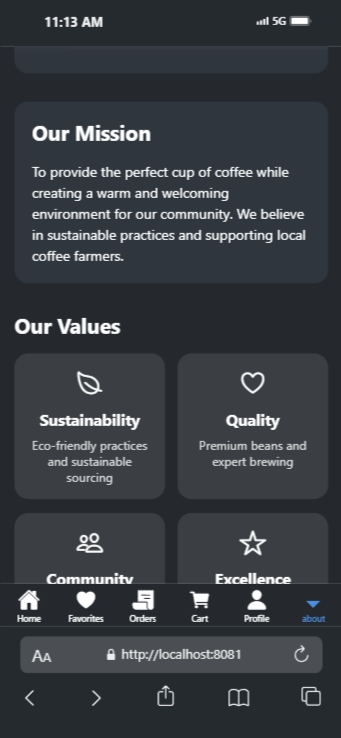 11:13 AM
5G
Our Mission
To provide the perfect cup of coffee while
creating a warm and welcoming
environment for our community. We believe
in sustainable practices and supporting local
coffee farmers.
Our Values
Sustainability
Eco-friendly practices
and sustainable
sourcing
Quality
Premium beans and
expert brewing
Community
Excellence
Home Favorites Orders Cart Profile about
AA http://localhost:8081